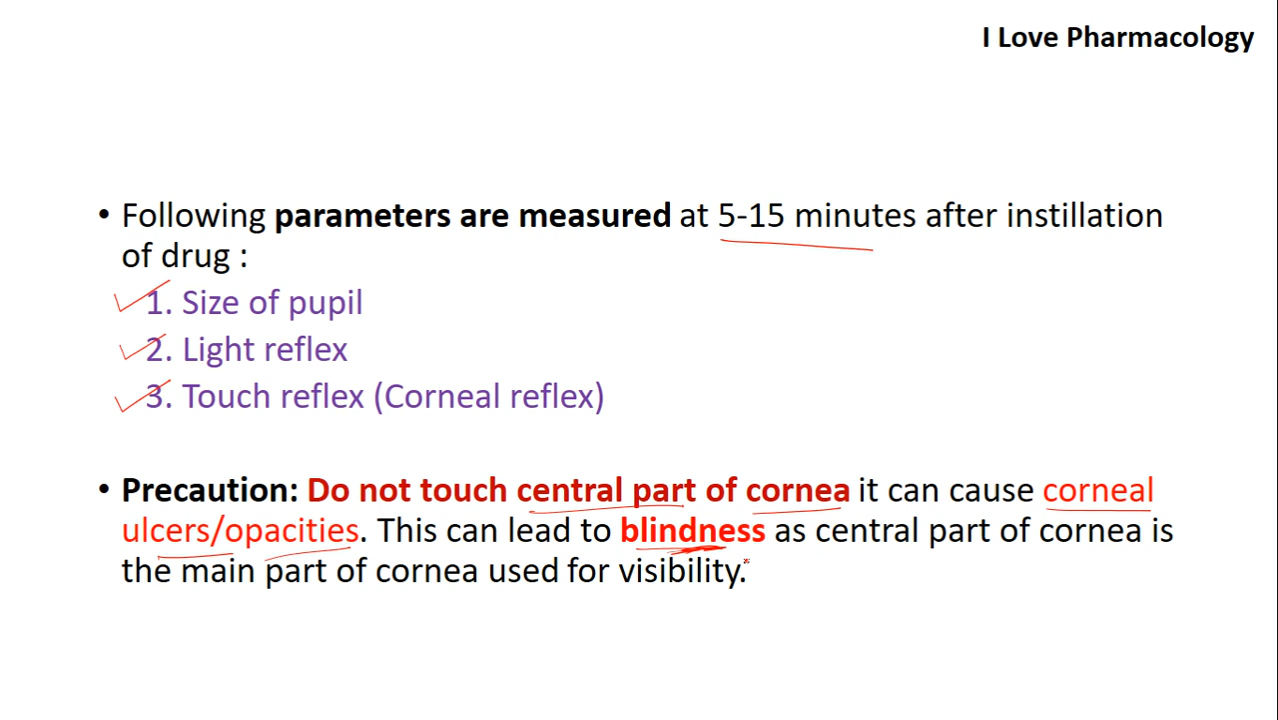 I Love Pharmacology
• Following parameters are measured at 5-15 minutes after instillation
of drug :
1. Size of pupil
2. Light reflex
3. Touch reflex (Corneal reflex)
• Precaution: Do not touch central part of cornea it can cause corneal
ulcers/opacities. This can lead to blindness as central part of cornea is
the main part of cornea used for visibility.